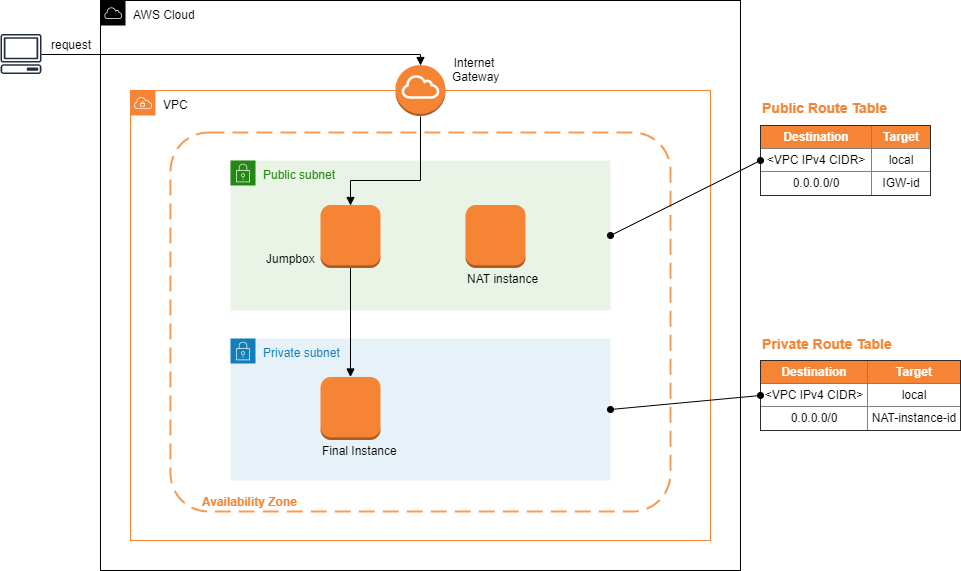 AWS Cloud
request
Internet
Gateway
VPC
Public Route Table
Destination Target
<VPC IPv4 CIDR> local
0.0.0.0/0 IGW-id
Public subnet
Jumpbox
NAT instance
Private Route Table
Destination Target
<VPC IPv4 CIDR> local
0.0.0.0/0 NAT-instance-id
Private subnet
Final Instance
Availability Zone